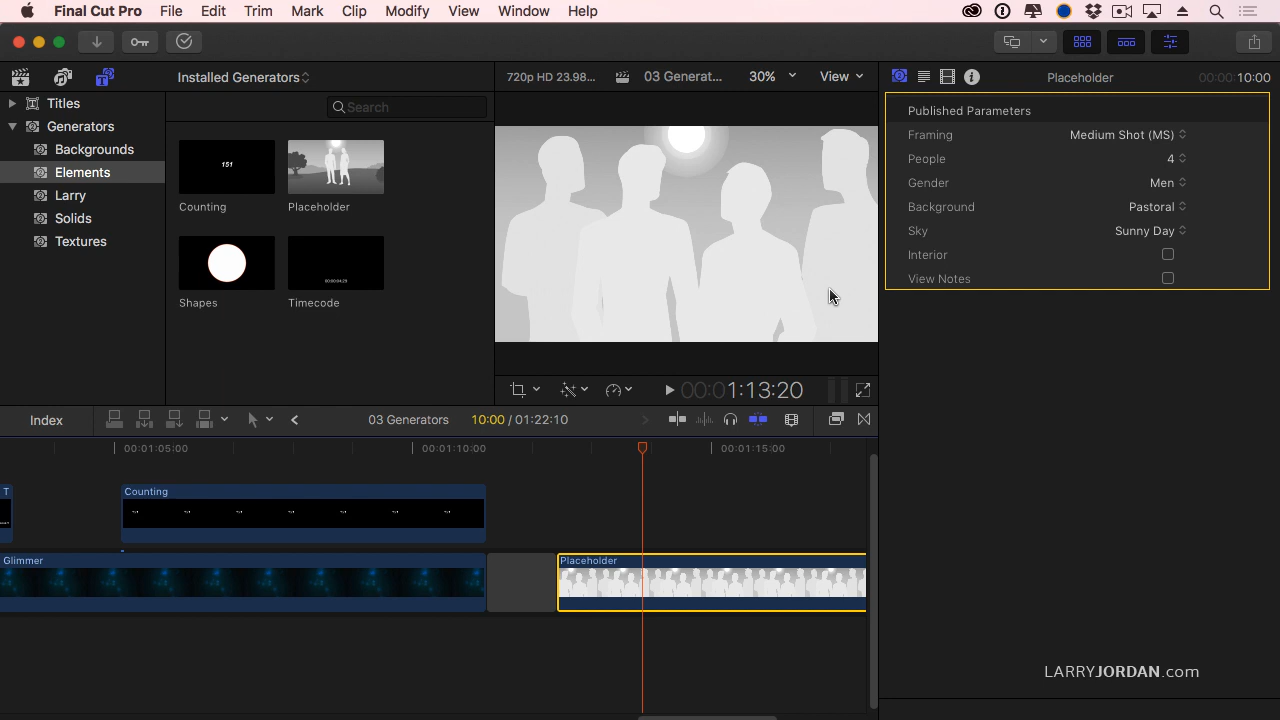 Final Cut Pro File Edit Trim Mark Clip Modify View Window Help
Installed Generators
720p HD 23.98... 03 Generat... 30% View
Placeholder 00:00:10:00
Titles
Generators
Backgrounds
Elements
Larry
Solids
Textures
Search
151
Counting
Placeholder
Shapes
00:00:04:29
Timecode
Published Parameters
Framing Medium Shot (MS)
People 4
Gender Men
Background Pastoral
Sky Sunny Day
Interior
View Notes
00:01:13:20
Index 03 Generators 10:00 / 01:22:10
00:01:05:00 00:01:10:00 00:01:15:00
T Counting
Glimmer Placeholder
LARRYJORDAN.com